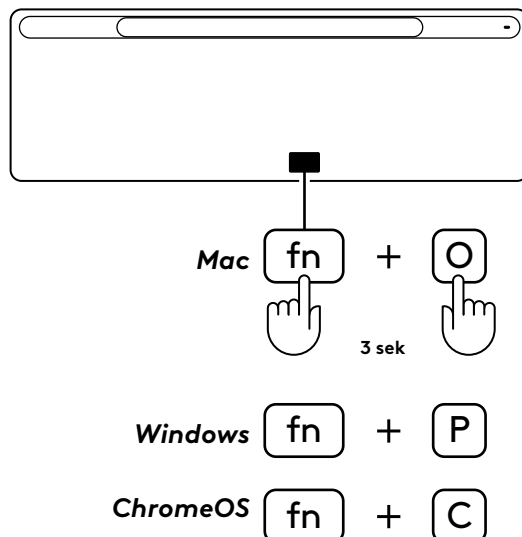 Mac fn + O
3 sek
Windows fn + P
ChromeOS fn + C